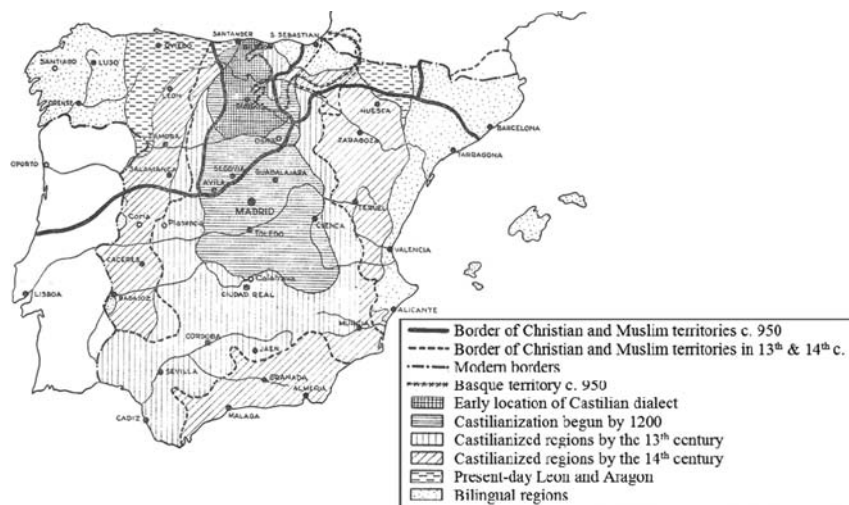 SANTANDER
S. SEBASTIAN
OVIEDO
SANTIAGO
LUGO
LEON
ORENSE
HUESCA
BARCELONA
ZAMORA
OSMA
ZARAGOZA
TARRAGONA
OPORTO
SALAMANCA
SEGOVIA
GUADALAJARA
AVILA
MADRID
TERUEL
Coria
Plasencia
CUENCA
TOLEDO
VALENCIA
CACERES
Calatrava
CIUDAD REAL
LISBOA
BADAJOZ
ALICANTE
MURCIA
CORDOBA
JAEN
SEVILLA
GRANADA
ALMERIA
CADIZ
MALAGA
Border of Christian and Muslim territories c. 950
Border of Christian and Muslim territories in 13th & 14th c.
Modern borders
Basque territory c. 950
Early location of Castilian dialect
Castilianization begun by 1200
Castilianized regions by the 13th century
Castilianized regions by the 14th century
Present-day Leon and Aragon
Bilingual regions